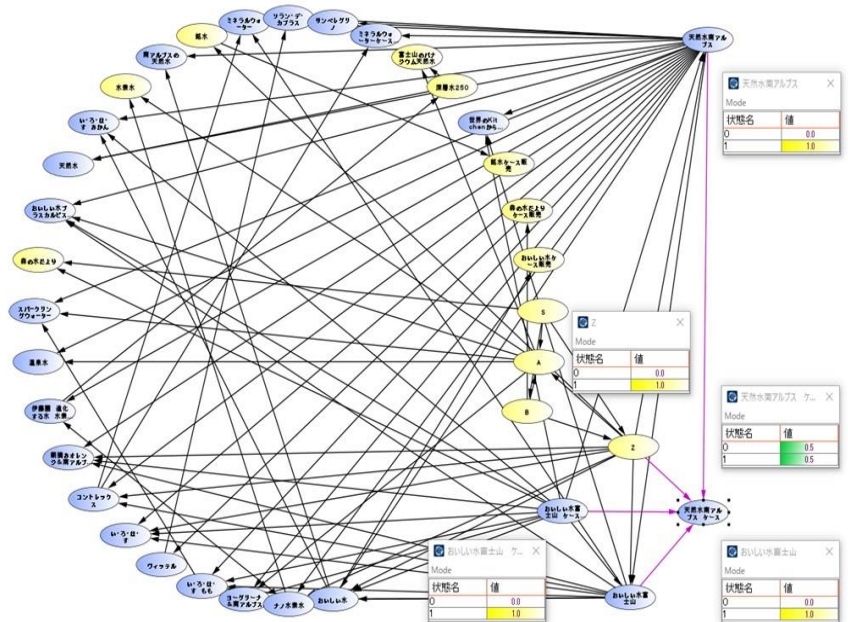 ミネラルウォ
ーター
ソラン・デ・
カブラス
サンペレグリ
ノ
ミネラルウォ
ーターケース
銘水
南アルプスの
天然水
富士山のバナ
ジウム天然水
天然水南アル
プス
水素水
深層水250
い・ろ・は・
す みかん
世界のKit
chenから...
天然水
銘水ケース販
売
おいしい水プ
ラスカルピス...
森の水だより
ケース販売
森の水だより
おいしい水ケ
ース販売
スパークリン
グウォーター
S
温泉水
A
伊藤園 進化
する水 水素...
B
朝摘みオレン
ジ&南アルプ...
Z
コントレック
ス
おいしい水富
士山 ケース
天然水南アル
プス ケース
い・ろ・は・
す
ヴィッテル
い・ろ・は・
す もも
ヨーグリーナ
&南アルプス
ナノ水素水
おいしい水
おいしい水富
士山
天然水南アルプス
Mode
状態名 値
0 0.0
1 1.0
Z
Mode
状態名 値
0 0.0
1 1.0
天然水南アルプス ケ...
Mode
状態名 値
0 0.5
1 0.5
おいしい水富士山 ケ...
Mode
状態名 値
0 0.0
1 1.0
おいしい水富士山
Mode
状態名 値
0 0.0
1 1.0